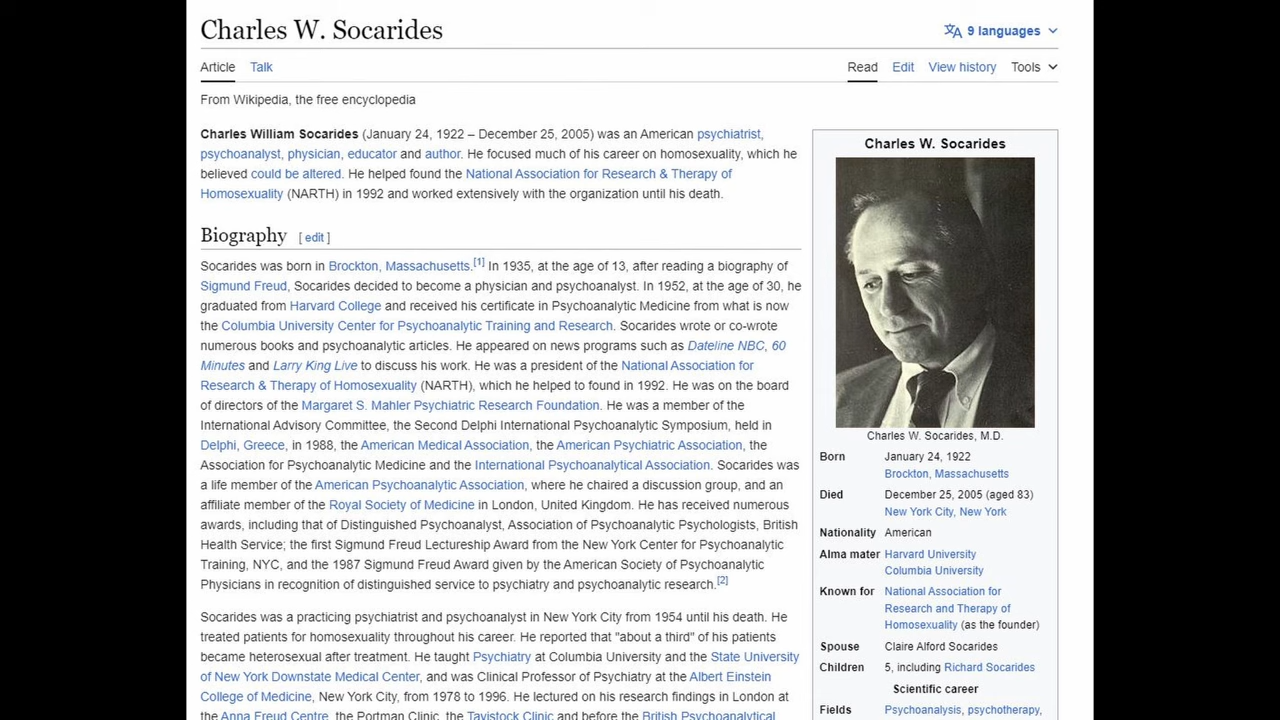 Charles W. Socarides
9 languages
Article Talk
Read Edit View history Tools
From Wikipedia, the free encyclopedia
Charles William Socarides (January 24, 1922 – December 25, 2005) was an American psychiatrist,
psychoanalyst, physician, educator and author. He focused much of his career on homosexuality, which he
believed could be altered. He helped found the National Association for Research & Therapy of
Homosexuality (NARTH) in 1992 and worked extensively with the organization until his death.
Biography [ edit ]
Socarides was born in Brockton, Massachusetts.[1] In 1935, at the age of 13, after reading a biography of
Sigmund Freud, Socarides decided to become a physician and psychoanalyst. In 1952, at the age of 30, he
graduated from Harvard College and received his certificate in Psychoanalytic Medicine from what is now
the Columbia University Center for Psychoanalytic Training and Research. Socarides wrote or co-wrote
numerous books and psychoanalytic articles. He appeared on news programs such as Dateline NBC, 60
Minutes and Larry King Live to discuss his work. He was a president of the National Association for
Research & Therapy of Homosexuality (NARTH), which he helped to found in 1992. He was on the board
of directors of the Margaret S. Mahler Psychiatric Research Foundation. He was a member of the
International Advisory Committee, the Second Delphi International Psychoanalytic Symposium, held in
Delphi, Greece, in 1988, the American Medical Association, the American Psychiatric Association, the
Association for Psychoanalytic Medicine and the International Psychoanalytical Association. Socarides was
a life member of the American Psychoanalytic Association, where he chaired a discussion group, and an
affiliate member of the Royal Society of Medicine in London, United Kingdom. He has received numerous
awards, including that of Distinguished Psychoanalyst, Association of Psychoanalytic Psychologists, British
Health Service; the first Sigmund Freud Lectureship Award from the New York Center for Psychoanalytic
Training, NYC, and the 1987 Sigmund Freud Award given by the American Society of Psychoanalytic
Physicians in recognition of distinguished service to psychiatry and psychoanalytic research.[2]
Socarides was a practicing psychiatrist and psychoanalyst in New York City from 1954 until his death. He
treated patients for homosexuality throughout his career. He reported that "about a third" of his patients
became heterosexual after treatment. He taught Psychiatry at Columbia University and the State University
of New York Downstate Medical Center, and was Clinical Professor of Psychiatry at the Albert Einstein
College of Medicine, New York City, from 1978 to 1996. He lectured on his research findings in London at
the Anna Freud Centre, the Portman Clinic, the Tavistock Clinic and before the British Psychoanalytical
Charles W. Socarides
Charles W. Socarides, M.D.
Born January 24, 1922
Brockton, Massachusetts
Died December 25, 2005 (aged 83)
New York City, New York
Nationality American
Alma mater Harvard University
Columbia University
Known for National Association for
Research and Therapy of
Homosexuality (as the founder)
Spouse Claire Alford Socarides
Children 5, including Richard Socarides
Scientific career
Fields Psychoanalysis, psychotherapy,